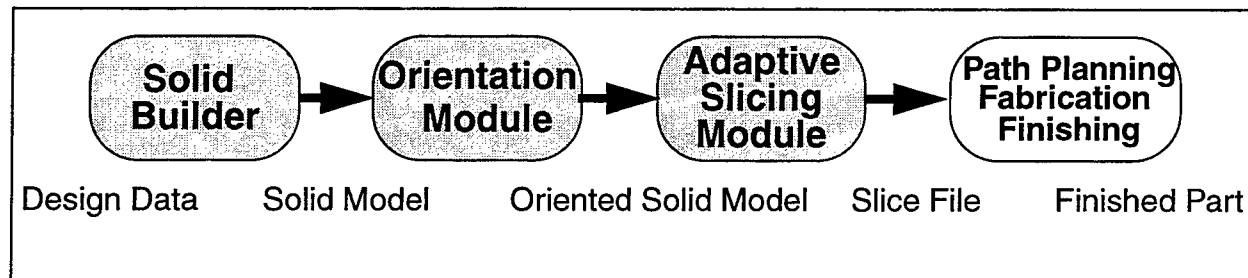 Solid
Builder
Orientation
Module
Adaptive
Slicing
Module
Path Planning
Fabrication
Finishing
Design Data
Solid Model
Oriented Solid Model
Slice File
Finished Part